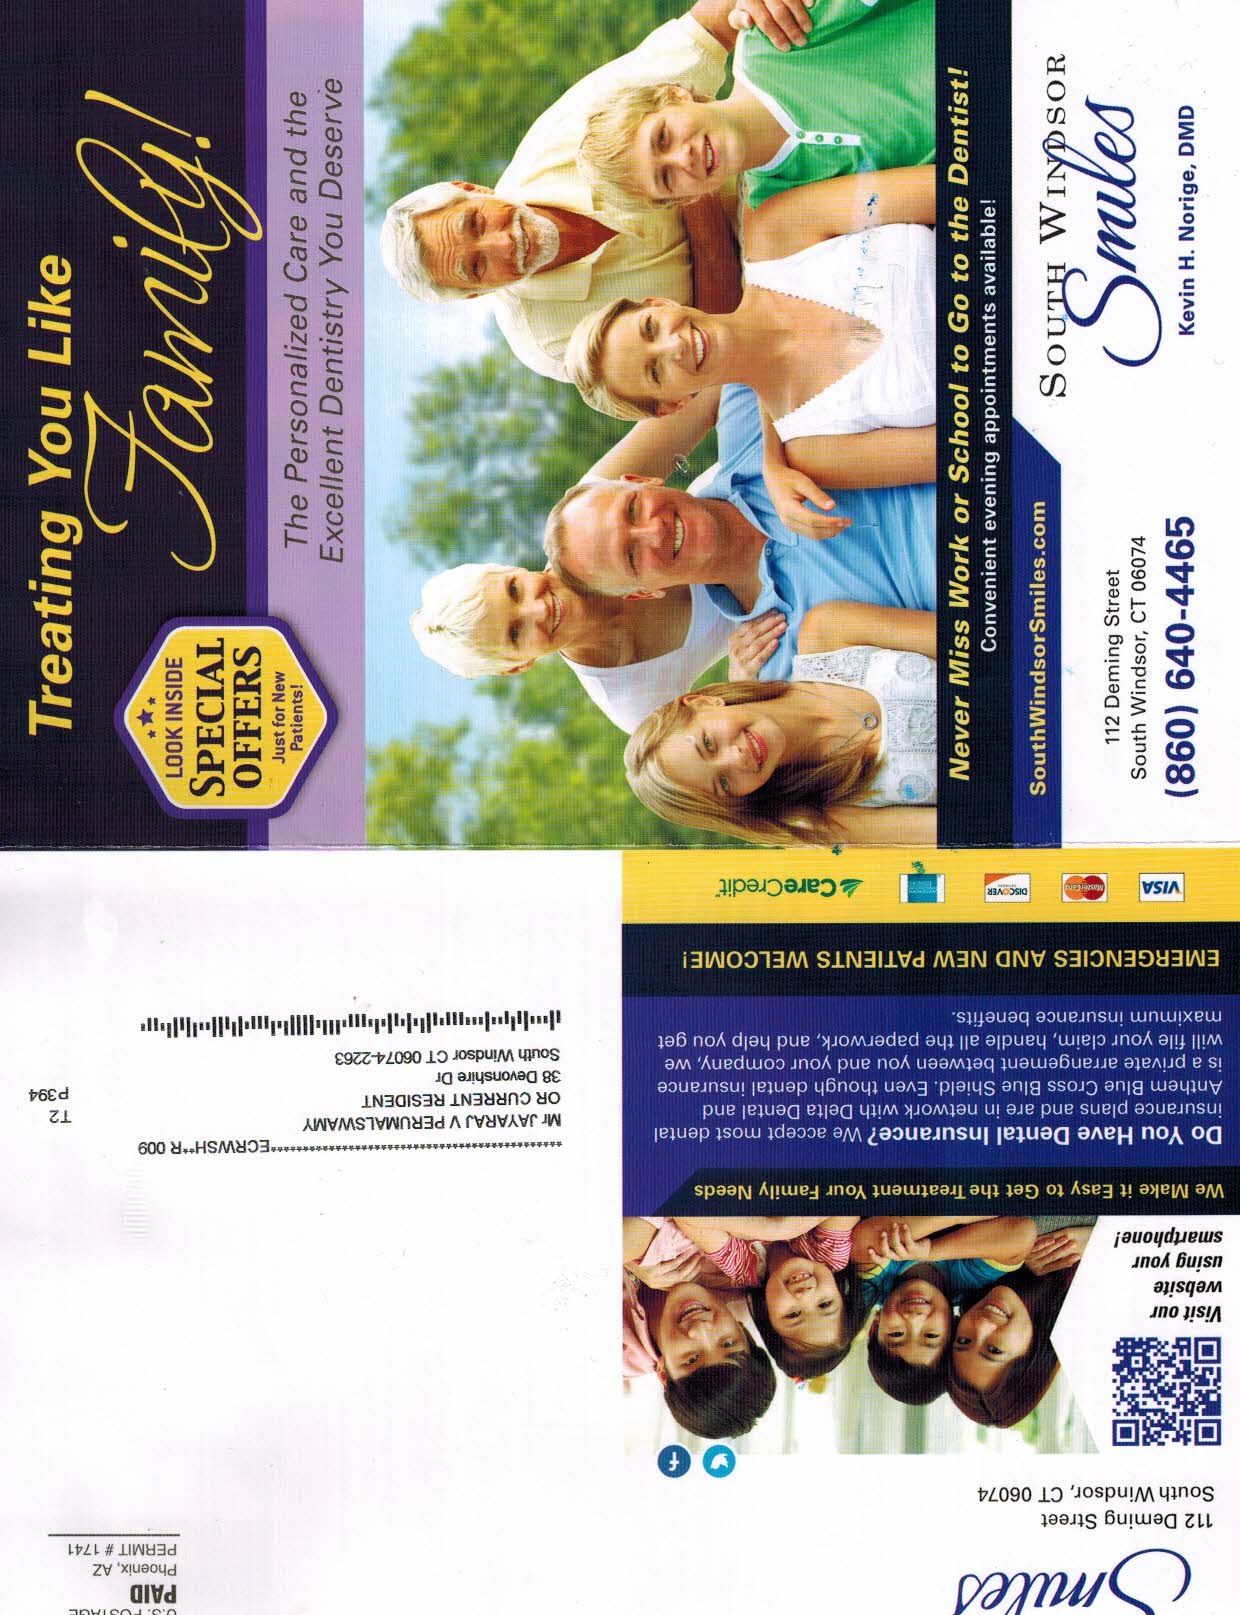 Treating You Like
Family!
LOOK INSIDE
SPECIAL
OFFERS
Just for New
Patients!
The Personalized Care and the
Excellent Dentistry You Deserve
Never Miss Work or School to Go to the Dentist!
Convenient evening appointments available!
SouthWindsorSmiles.com
SOUTH WINDSOR
Smiles
Kevin H. Norige, DMD
112 Deming Street
South Windsor, CT 06074
(860) 640-4465
Smiles
112 Deming Street
South Windsor, CT 06074
Visit our
website
using your
smartphone!
We Make it Easy to Get the Treatment Your Family Needs
Do You Have Dental Insurance? We accept most dental
insurance plans and are in network with Delta Dental and
Anthem Blue Cross Blue Shield. Even though dental insurance
is a private arrangement between you and your company, we
will file your claim, handle all the paperwork, and help you get
maximum insurance benefits.
EMERGENCIES AND NEW PATIENTS WELCOME!
VISA
MasterCard
DISCOVER
CareCredit
U.S. POSTAGE
PAID
Phoenix, AZ
PERMIT # 1741
ECRWSH**R 009
Mr JAYARAJ V PERUMALSWAMY
OR CURRENT RESIDENT
38 Devonshire Dr
South Windsor CT 06074-2263
T2
P394